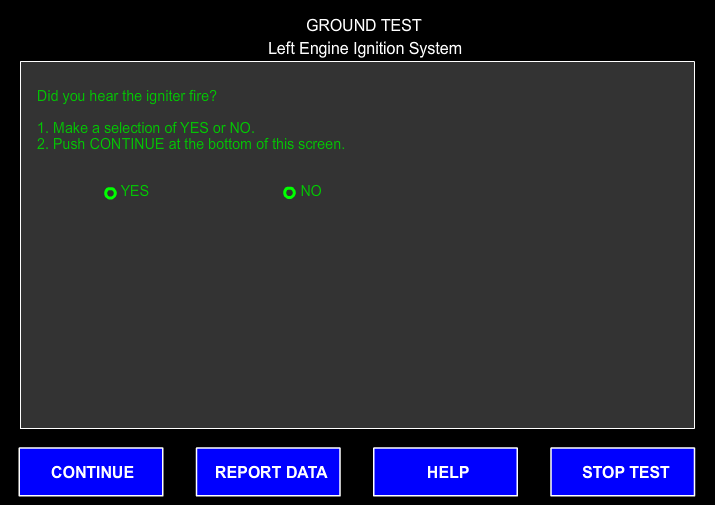 GROUND TEST
Left Engine Ignition System
Did you hear the igniter fire?
1. Make a selection of YES or NO.
2. Push CONTINUE at the bottom of this screen.
YES NO
CONTINUE REPORT DATA HELP STOP TEST